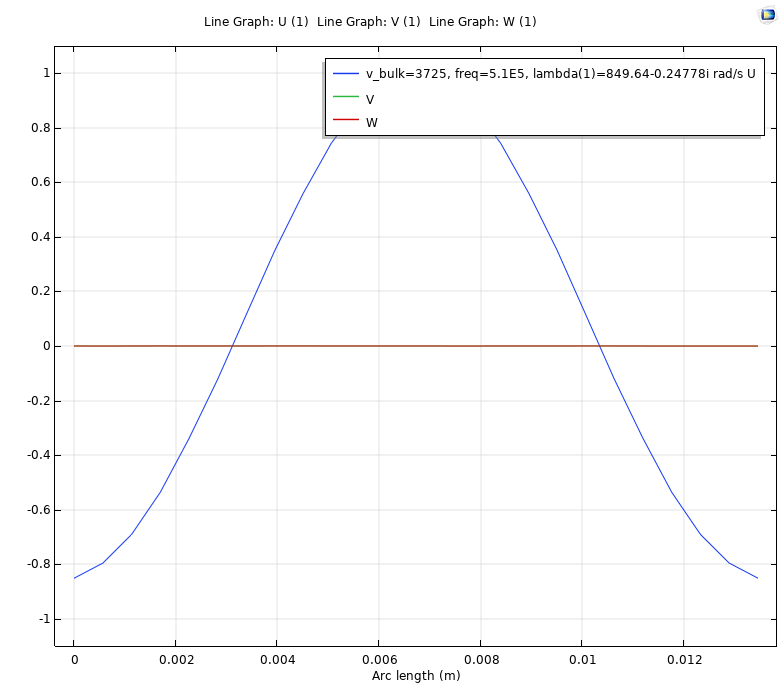 Line Graph: U (1)  Line Graph: V (1)  Line Graph: W (1)
v_bulk=3725, freq=5.1E5, lambda(1)=849.64-0.24778i rad/s U
V
W
1
0.8
0.6
0.4
0.2
0
-0.2
-0.4
-0.6
-0.8
-1
0 0.002 0.004 0.006 0.008 0.01 0.012
Arc length (m)